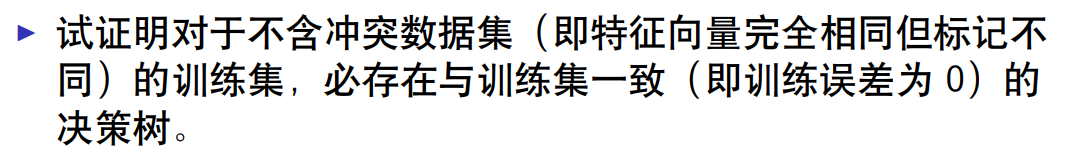 试证明对于不含冲突数据集（即特征向量完全相同但标记不
同）的训练集，必存在与训练集一致（即训练误差为 0）的
决策树。